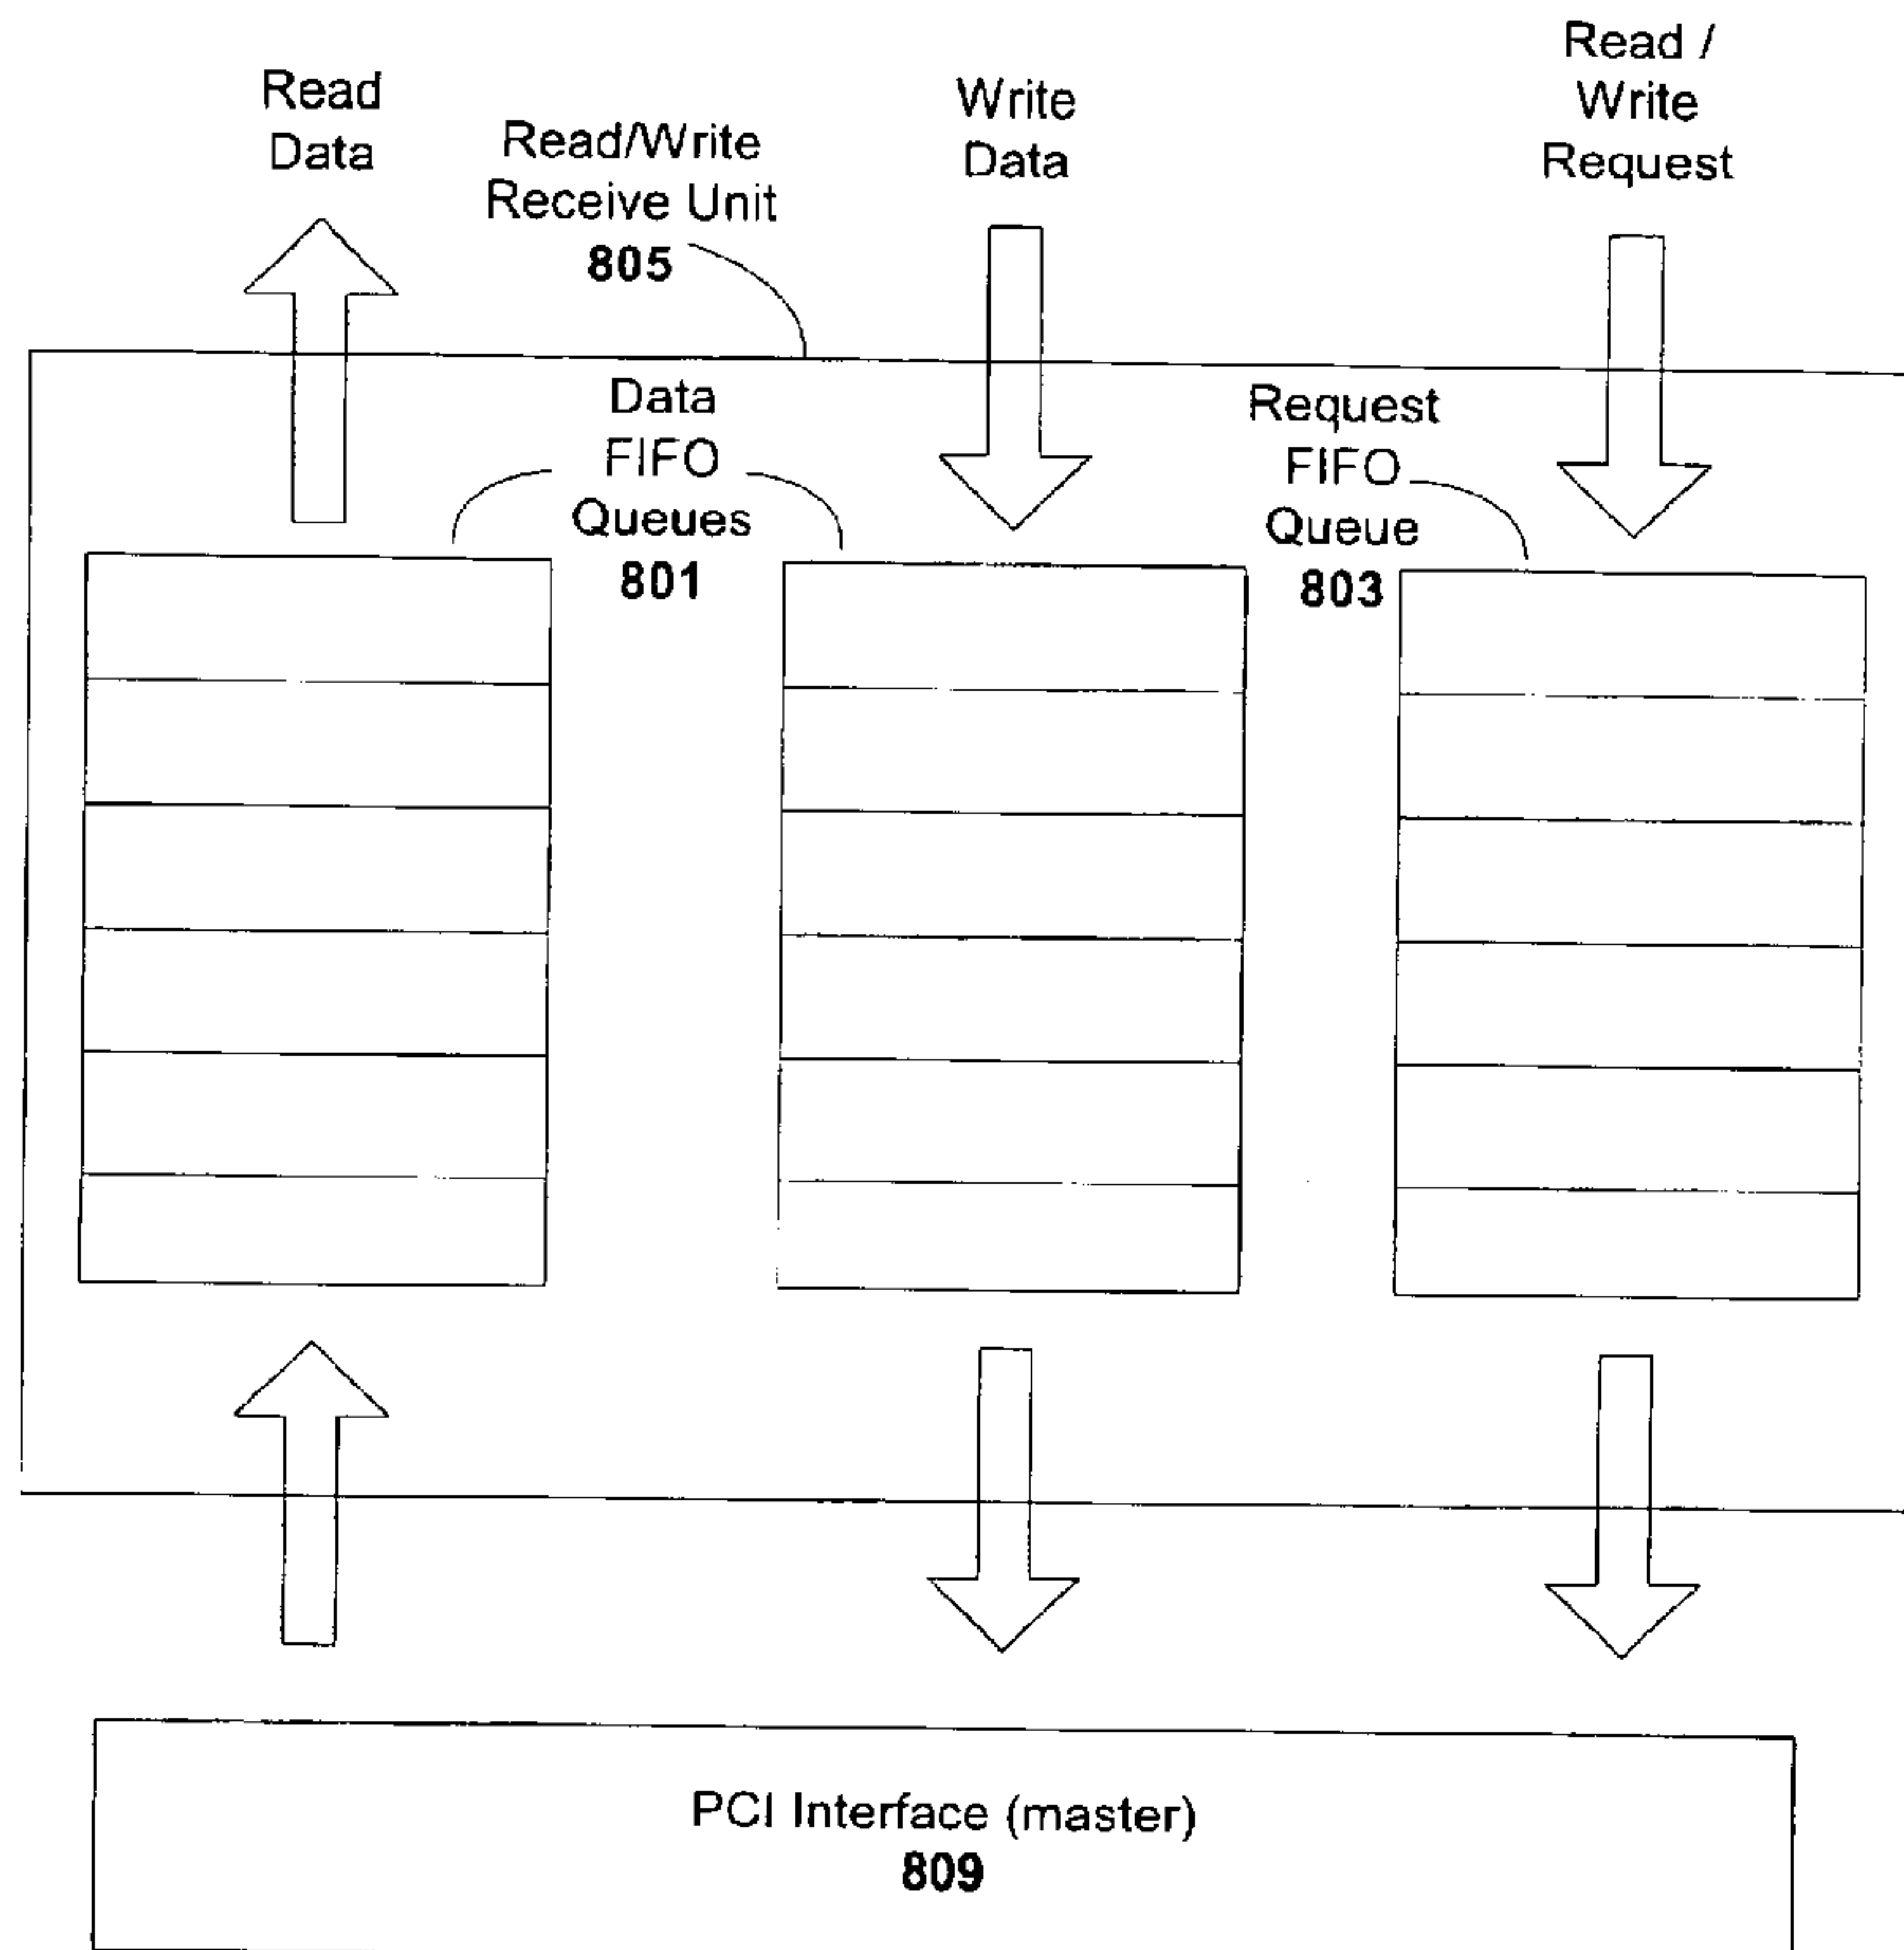 Read
Data
Read/Write
Receive Unit
805
Write
Data
Read /
Write
Request
Data
FIFO
Queues
801
Request
FIFO
Queue
803
PCI Interface (master)
809